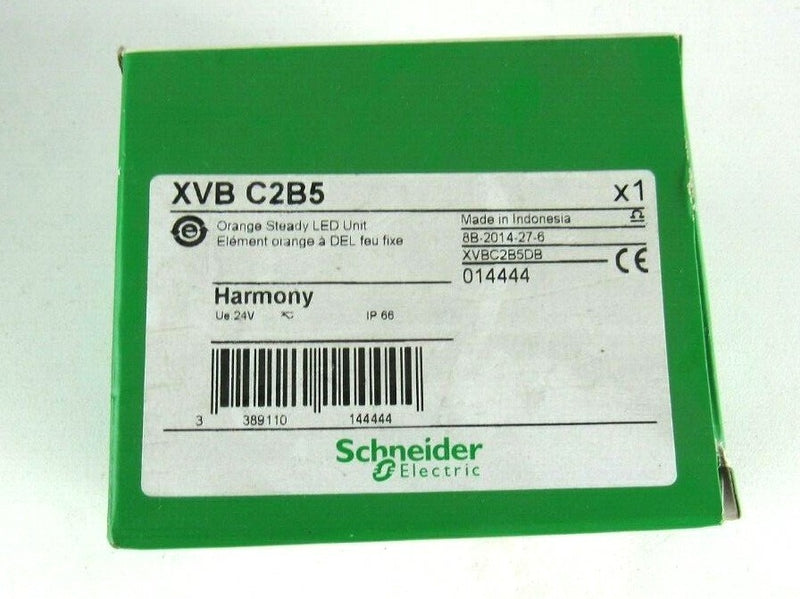 XVB C2B5
x1
Orange Steady LED Unit
Elément orange à DEL feu fixe
Made in Indonesia
8B-2014-27-6
XVBC2B5DB
014444
CE
Harmony
Ue.24V
IP 66
3 389110 144444
Schneider
Electric